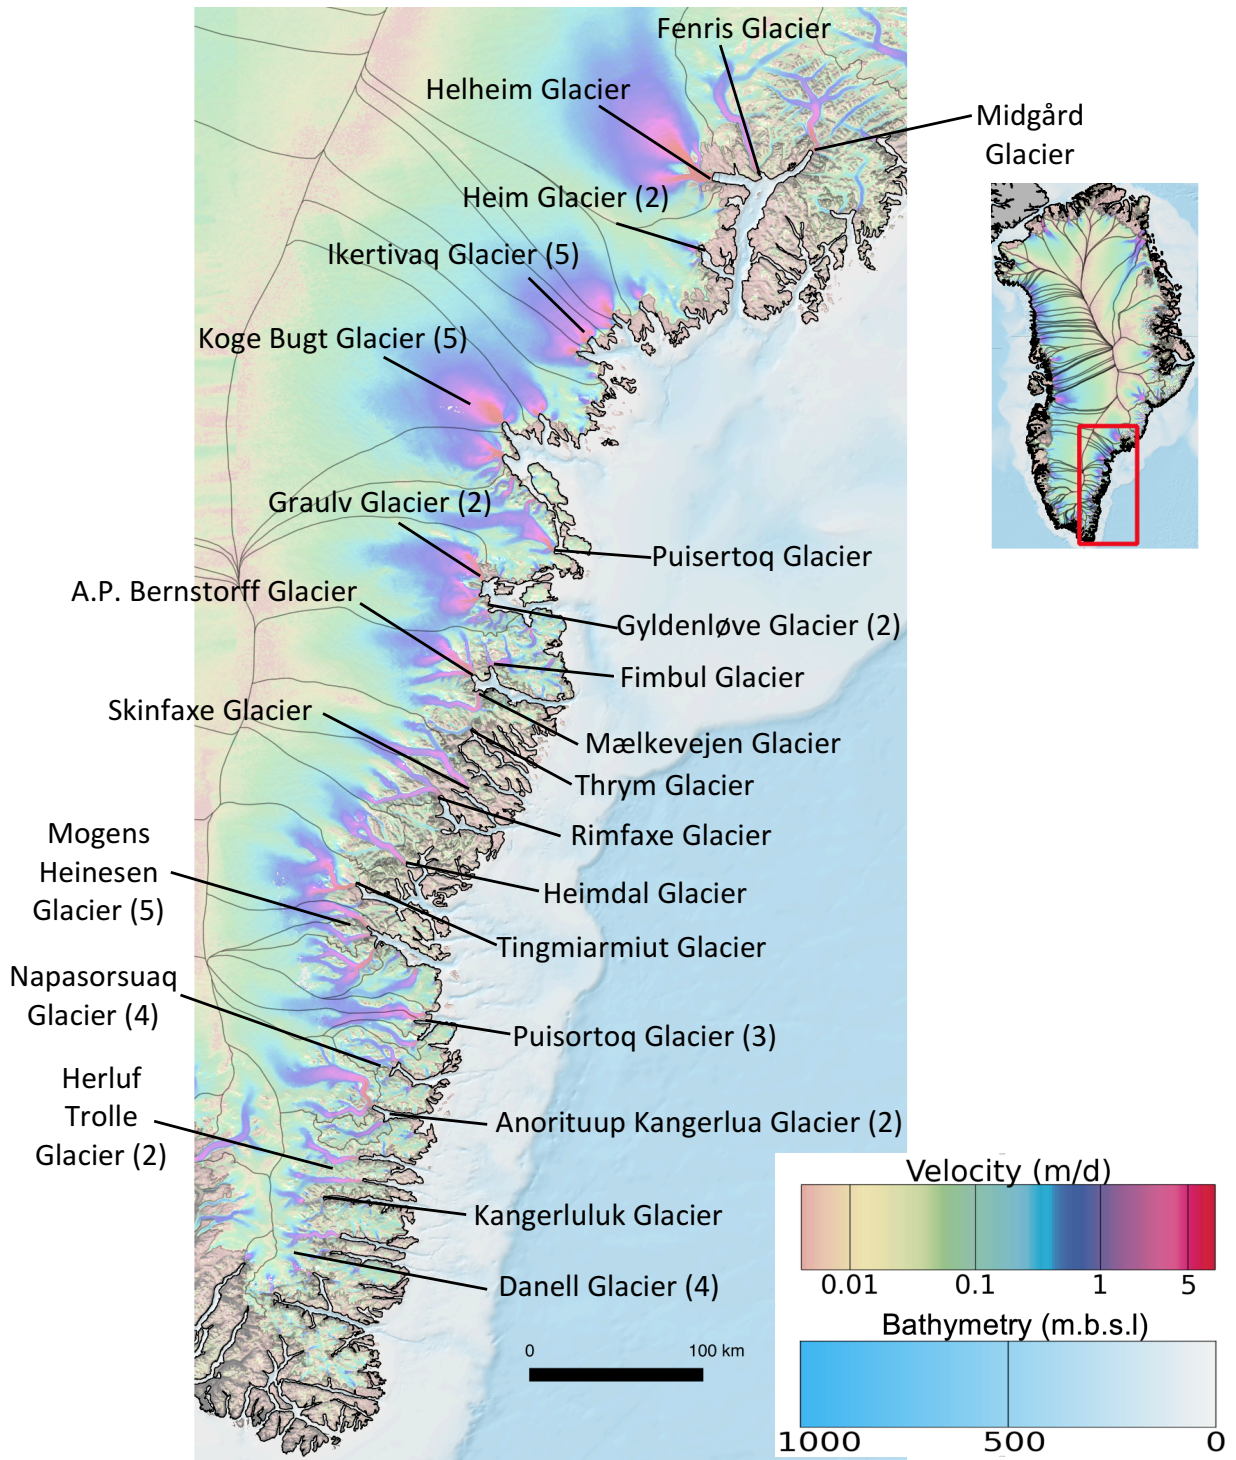 Fenris Glacier
Helheim Glacier
Midgård
Glacier
Heim Glacier (2)
Ikertivaq Glacier (5)
Koge Bugt Glacier (5)
Graulv Glacier (2)
Puisertoq Glacier
A.P. Bernstorff Glacier
Gyldenløve Glacier (2)
Fimbul Glacier
Skinfaxe Glacier
Mælkevejen Glacier
Thrym Glacier
Rimfaxe Glacier
Mogens
Heinesen
Glacier (5)
Heimdal Glacier
Tingmiarmiut Glacier
Napasorsuaq
Glacier (4)
Puisortoq Glacier (3)
Herluf
Trolle
Glacier (2)
Anorituup Kangerlua Glacier (2)
Kangerluluk Glacier
Danell Glacier (4)
0 100 km
Velocity (m/d)
0.01 0.1 1 5
Bathymetry (m.b.s.l)
1000 500 0